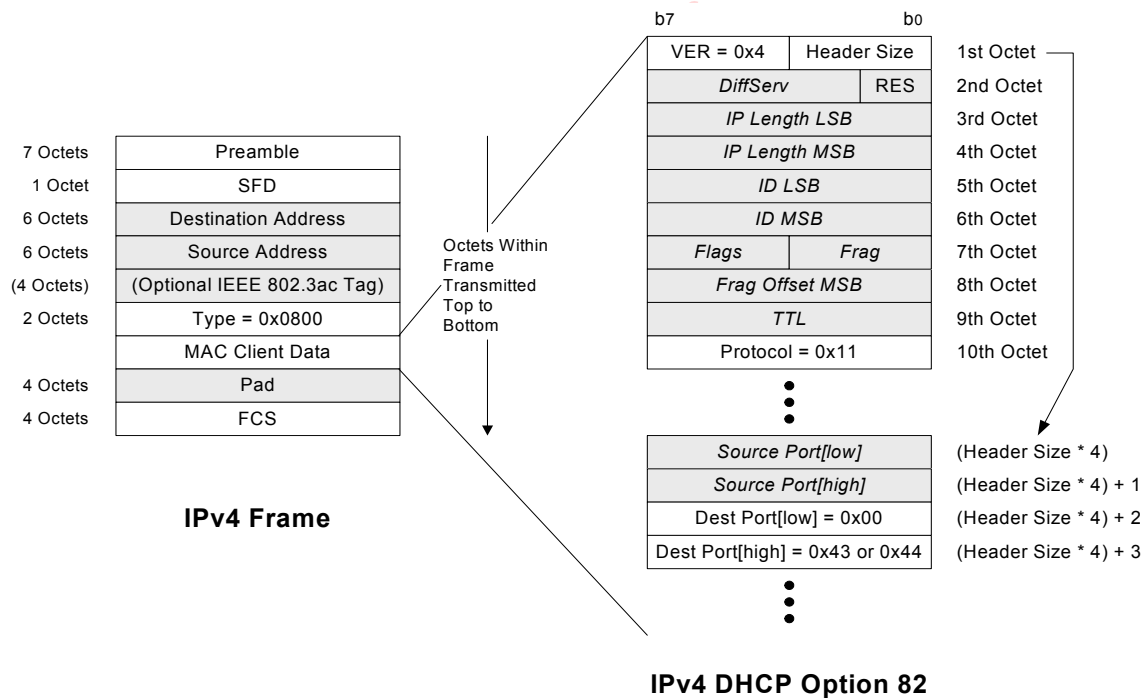 b7 b0
VER = 0x4 Header Size 1st Octet
DiffServ RES 2nd Octet
IP Length LSB 3rd Octet
IP Length MSB 4th Octet
ID LSB 5th Octet
ID MSB 6th Octet
Flags Frag 7th Octet
Frag Offset MSB 8th Octet
TTL 9th Octet
Protocol = 0x11 10th Octet
7 Octets Preamble
1 Octet SFD
6 Octets Destination Address
6 Octets Source Address
(4 Octets) (Optional IEEE 802.3ac Tag)
2 Octets Type = 0x0800
MAC Client Data
4 Octets Pad
4 Octets FCS
Octets Within
Frame
Transmitted
Top to
Bottom
Source Port[low] (Header Size * 4)
Source Port[high] (Header Size * 4) + 1
Dest Port[low] = 0x00 (Header Size * 4) + 2
Dest Port[high] = 0x43 or 0x44 (Header Size * 4) + 3
IPv4 Frame
IPv4 DHCP Option 82